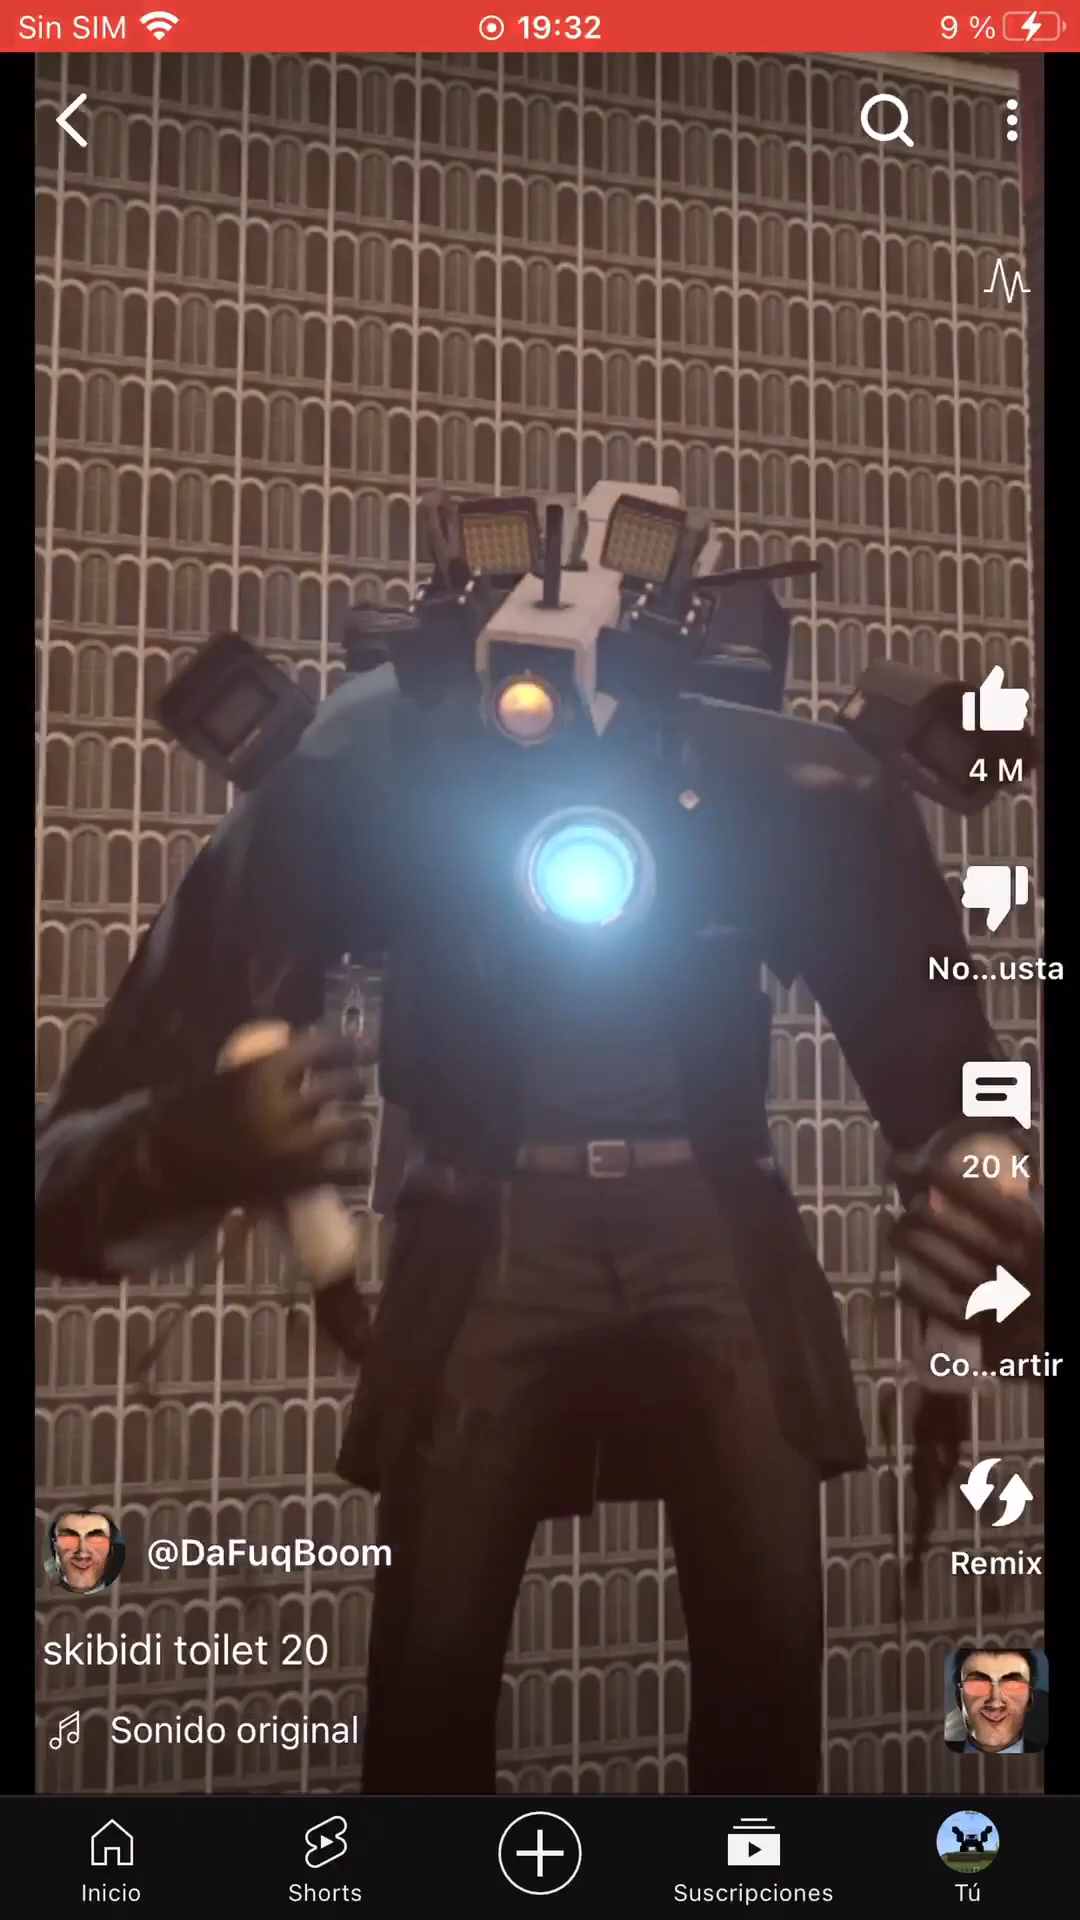 Sin SIM
19:32
9 %
4 M
No...usta
20 K
Co...artir
Remix
@DaFuqBoom
skibidi toilet 20
Sonido original
Inicio
Shorts
Suscripciones
Tú